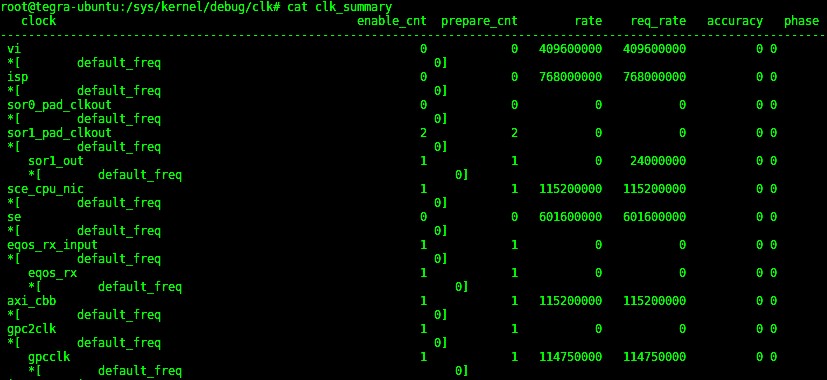 root@tegra-ubuntu:/sys/kernel/debug/clk# cat clk_summary
   clock                                            enable_cnt  prepare_cnt        rate    req_rate   accuracy   phase
----------------------------------------------------------------------------------------------------------------------
 vi                                                          0            0   409600000   409600000          0 0
 *[        default_freq                                        0]
 isp                                                         0            0   768000000   768000000          0 0
 *[        default_freq                                        0]
 sor0_pad_clkout                                             0            0           0           0          0 0
 *[        default_freq                                        0]
 sor1_pad_clkout                                             2            2           0           0          0 0
 *[        default_freq                                        0]
    sor1_out                                                 1            1           0    24000000          0 0
    *[        default_freq                                        0]
 sce_cpu_nic                                                 1            1   115200000   115200000          0 0
 *[        default_freq                                        0]
 se                                                          0            0   601600000   601600000          0 0
 *[        default_freq                                        0]
 eqos_rx_input                                               1            1           0           0          0 0
 *[        default_freq                                        0]
    eqos_rx                                                  1            1           0           0          0 0
    *[        default_freq                                        0]
 axi_cbb                                                     1            1   115200000   115200000          0 0
 *[        default_freq                                        0]
 gpc2clk                                                     1            1           0           0          0 0
 *[        default_freq                                        0]
    gpcclk                                                   1            1   114750000   114750000          0 0
    *[        default_freq                                        0]